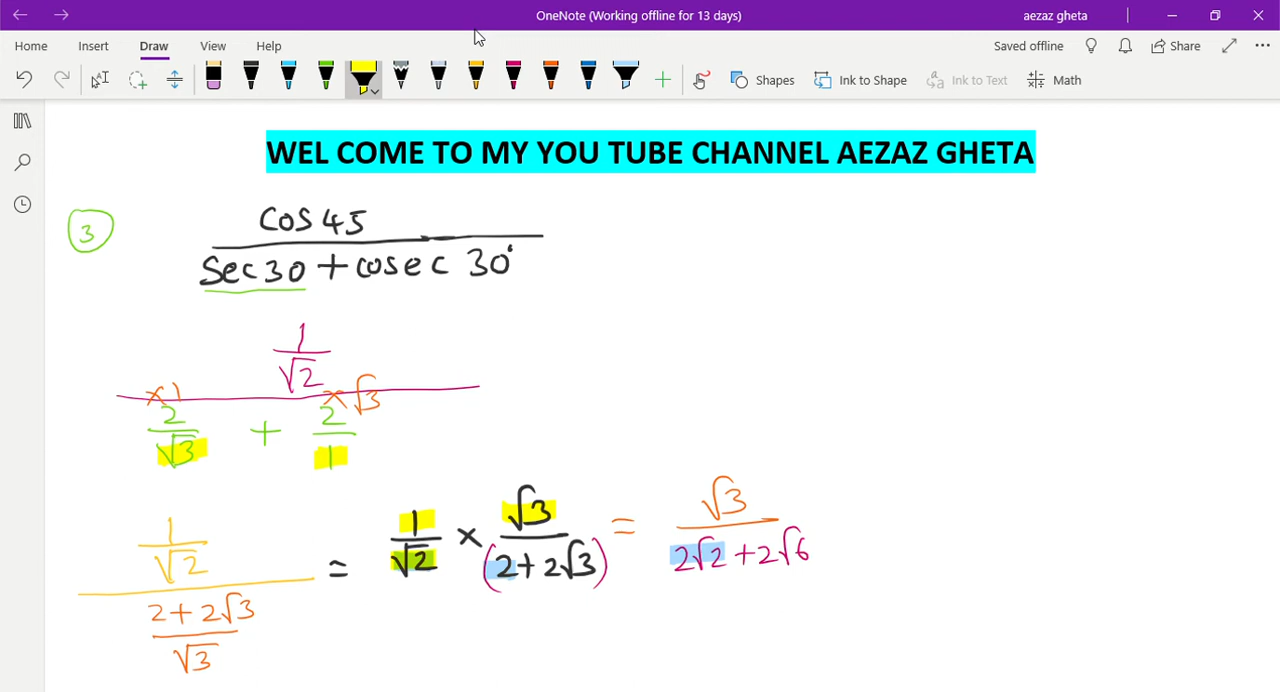 OneNote (Working offline for 13 days)
aezaz gheta
Home Insert Draw View Help
Saved offline
Share
Shapes
Ink to Shape
Ink to Text
Math
WEL COME TO MY YOU TUBE CHANNEL AEZAZ GHETA
3
cos 45
sec 30 + cosec 30°
1
√2
×1 ×√3
2 + 2
√3 1
1
√2
2 + 2√3
√3
= 1 × √3 = √3
√2 (2 + 2√3) 2√2 + 2√6